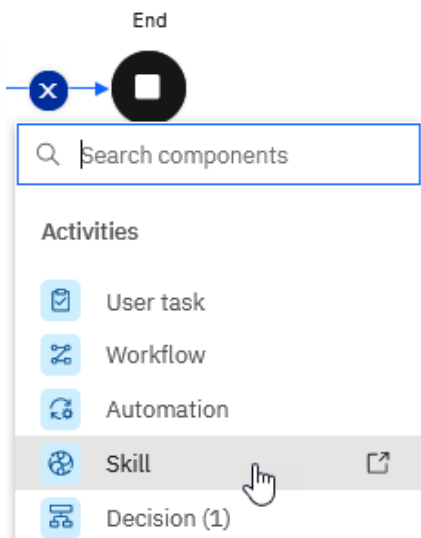 End
Search components
Activities
User task
Workflow
Automation
Skill
Decision (1)